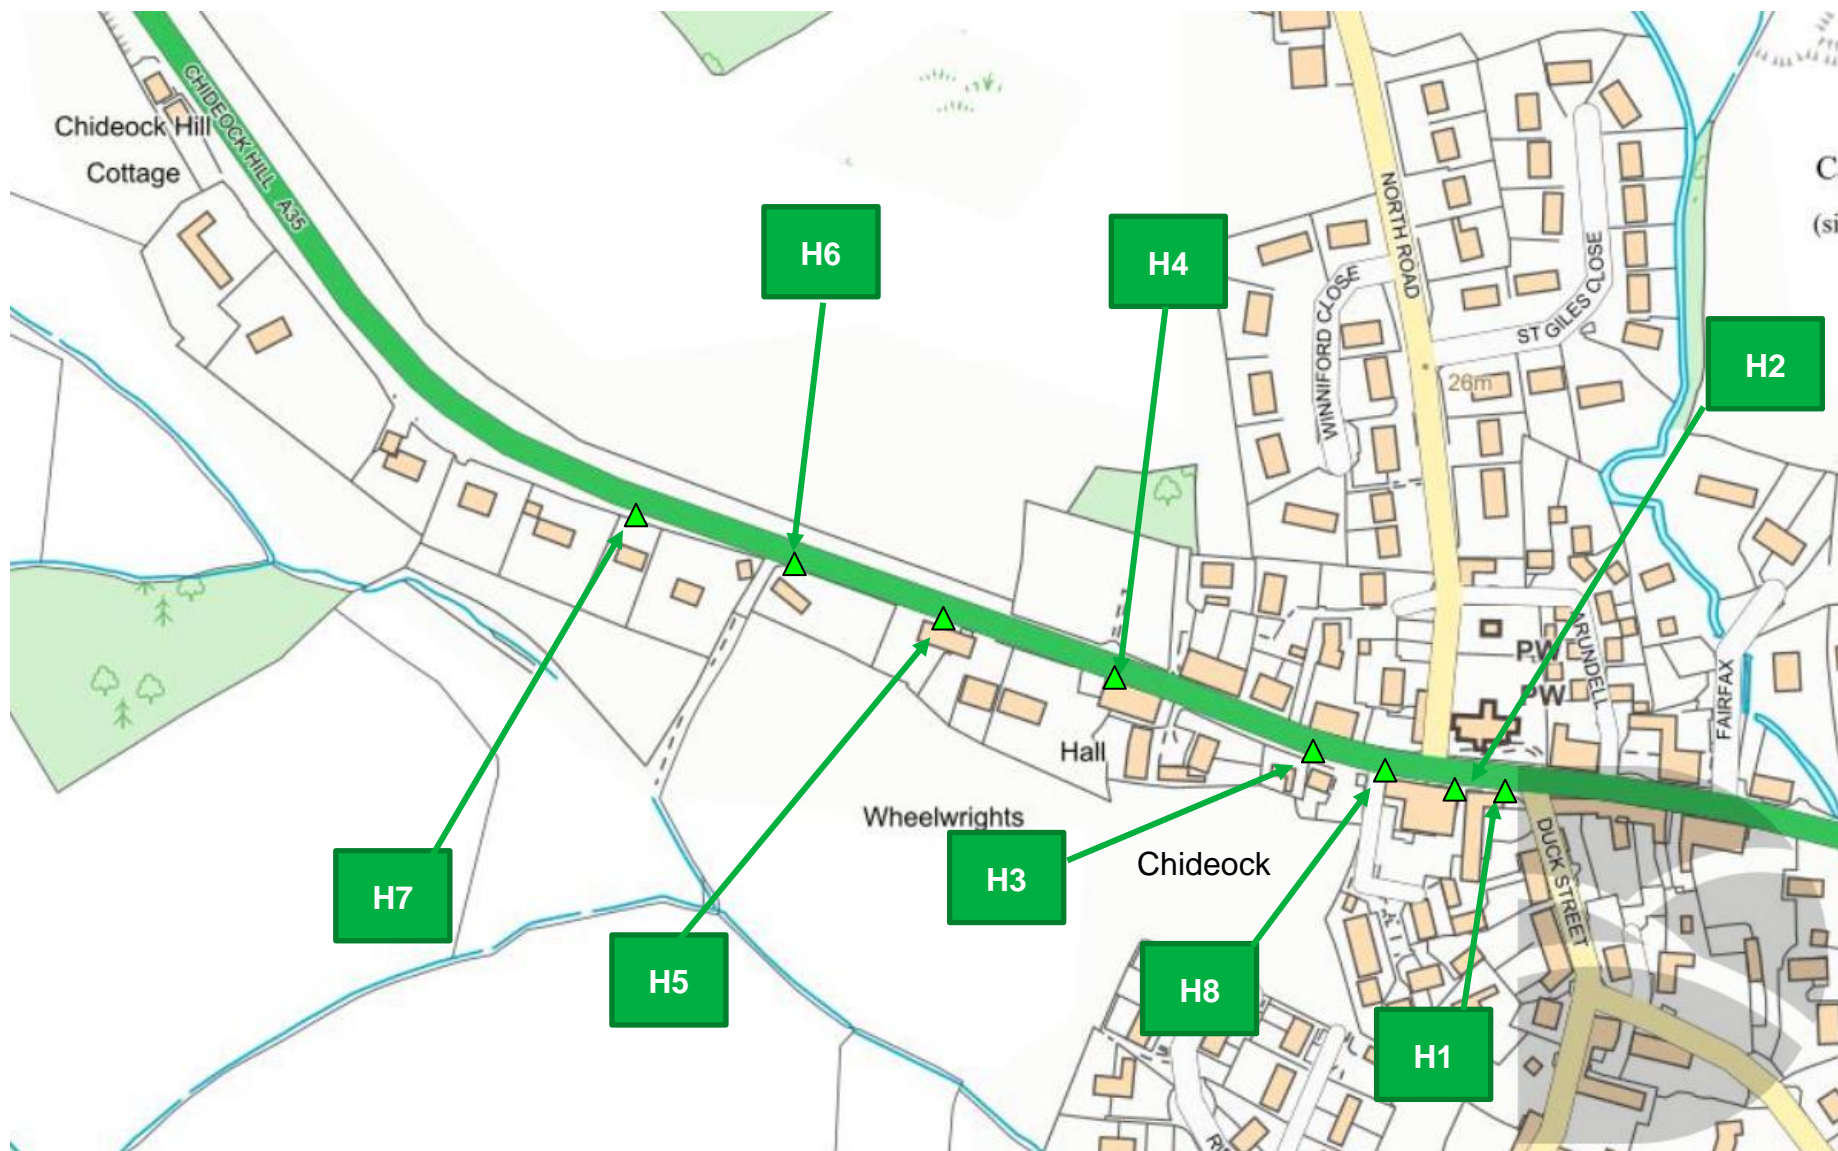 CHIDEOCK HILL A35
Chideock Hill
Cottage
H6
H4
NORTH ROAD
WINNIFORD CLOSE
ST GILES CLOSE
26m
H2
PW
PW
FAIRFAX
Hall
Wheelwrights
H3
Chideock
DUCK STREET
H7
H5
H8
H1